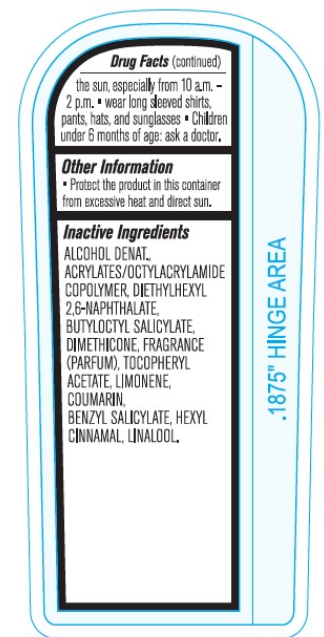 Drug Facts (continued)
the sun, especially from 10 a.m. –
2 p.m. ▪ wear long sleeved shirts,
pants, hats, and sunglasses ▪ Children
under 6 months of age: ask a doctor.
Other Information
▪ Protect the product in this container
from excessive heat and direct sun.
Inactive Ingredients
ALCOHOL DENAT.,
ACRYLATES/OCTYLACRYLAMIDE
COPOLYMER, DIETHYLHEXYL
2,6-NAPHTHALATE,
BUTYLOCTYL SALICYLATE,
DIMETHICONE, FRAGRANCE
(PARFUM), TOCOPHERYL
ACETATE, LIMONENE,
COUMARIN,
BENZYL SALICYLATE, HEXYL
CINNAMAL, LINALOOL.
.1875" HINGE AREA